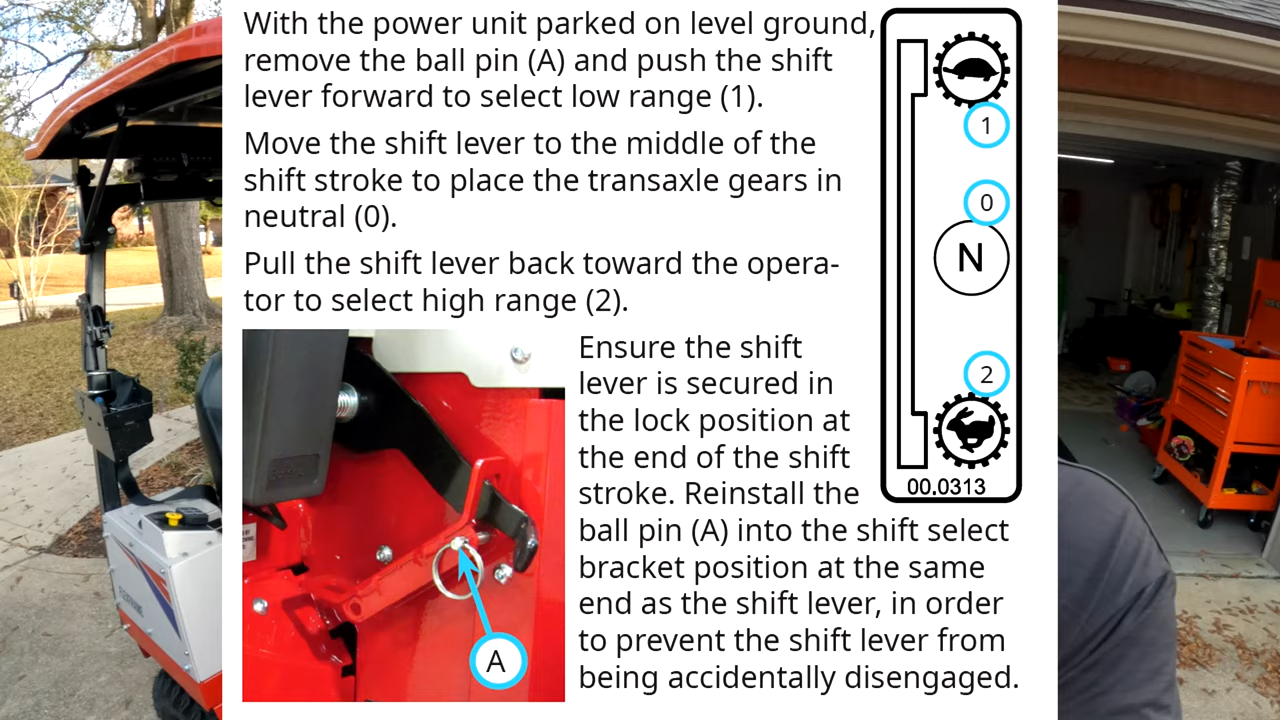 With the power unit parked on level ground,
remove the ball pin (A) and push the shift
lever forward to select low range (1).
Move the shift lever to the middle of the
shift stroke to place the transaxle gears in
neutral (0).
Pull the shift lever back toward the opera-
tor to select high range (2).
Ensure the shift
lever is secured in
the lock position at
the end of the shift
stroke. Reinstall the
ball pin (A) into the shift select
bracket position at the same
end as the shift lever, in order
to prevent the shift lever from
being accidentally disengaged.
A
1
0
N
2
00.0313